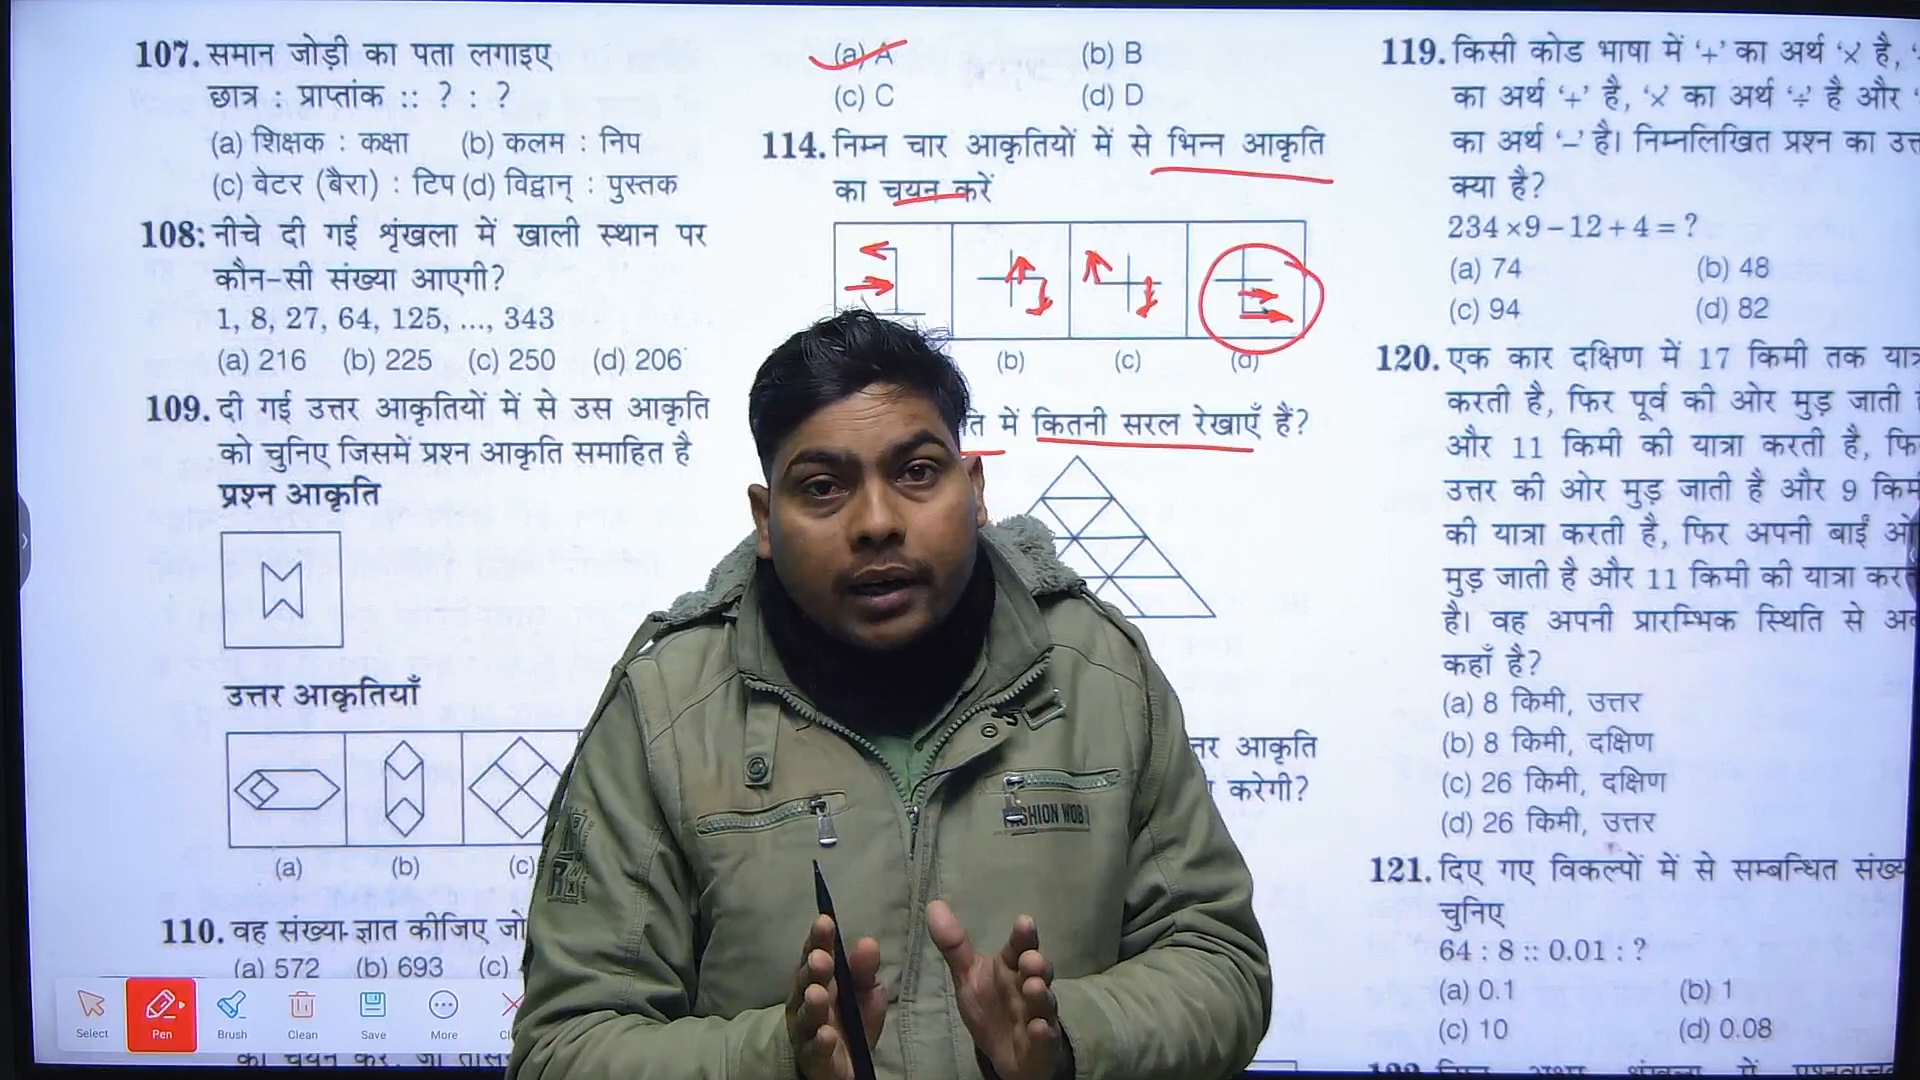 107. समान जोड़ी का पता लगाइए
छात्र : प्राप्तांक :: ? : ?
(a) शिक्षक : कक्षा (b) कलम : निप
(c) वेटर (बैरा) : टिप (d) विद्वान् : पुस्तक
108. नीचे दी गई शृंखला में खाली स्थान पर
कौन-सी संख्या आएगी?
1, 8, 27, 64, 125, ..., 343
(a) 216 (b) 225 (c) 250 (d) 206
109. दी गई उत्तर आकृतियों में से उस आकृति
को चुनिए जिसमें प्रश्न आकृति समाहित है
प्रश्न आकृति
उत्तर आकृतियाँ
(a) (b) (c)
110. वह संख्या ज्ञात कीजिए जो
(a) 572 (b) 693 (c)
(a) A (b) B
(c) C (d) D
114. निम्न चार आकृतियों में से भिन्न आकृति
का चयन करें
(b) (c) (d)
में कितनी सरल रेखाएँ हैं?
आकृति
करेगी?
119. किसी कोड भाषा में '+' का अर्थ '×' है,
का अर्थ '+' है, '×' का अर्थ '÷' है और
का अर्थ '–' है। निम्नलिखित प्रश्न का
क्या है?
234 × 9 – 12 + 4 = ?
(a) 74 (b) 48
(c) 94 (d) 82
120. एक कार दक्षिण में 17 किमी तक
करती है, फिर पूर्व की ओर मुड़ जाती
और 11 किमी की यात्रा करती है,
उत्तर की ओर मुड़ जाती है और 9
की यात्रा करती है, फिर अपनी बाईं
मुड़ जाती है और 11 किमी की यात्रा
है। वह अपनी प्रारम्भिक स्थिति से
कहाँ है?
(a) 8 किमी, उत्तर
(b) 8 किमी, दक्षिण
(c) 26 किमी, दक्षिण
(d) 26 किमी, उत्तर
121. दिए गए विकल्पों में से सम्बन्धित
चुनिए
64 : 8 :: 0.01 : ?
(a) 0.1 (b) 1
(c) 10 (d) 0.08
Select Pen Brush Clean Save More